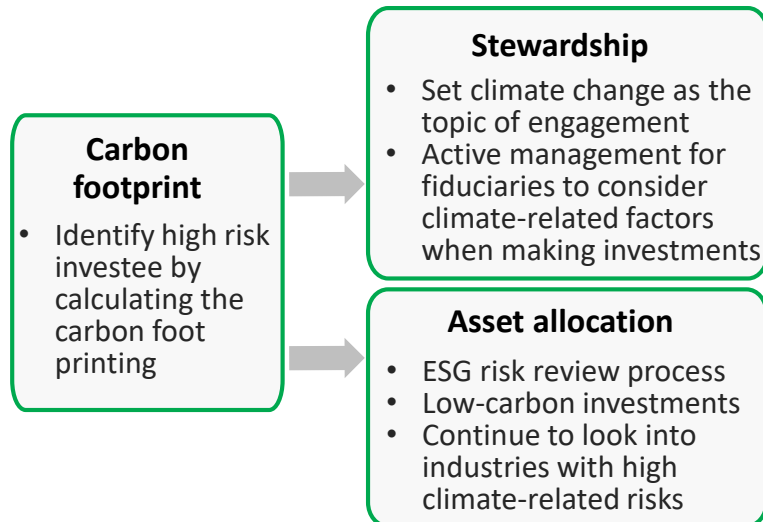 Carbon
footprint
• Identify high risk
investee by
calculating the
carbon foot
printing
Stewardship
• Set climate change as the
topic of engagement
• Active management for
fiduciaries to consider
climate-related factors
when making investments
Asset allocation
• ESG risk review process
• Low-carbon investments
• Continue to look into
industries with high
climate-related risks